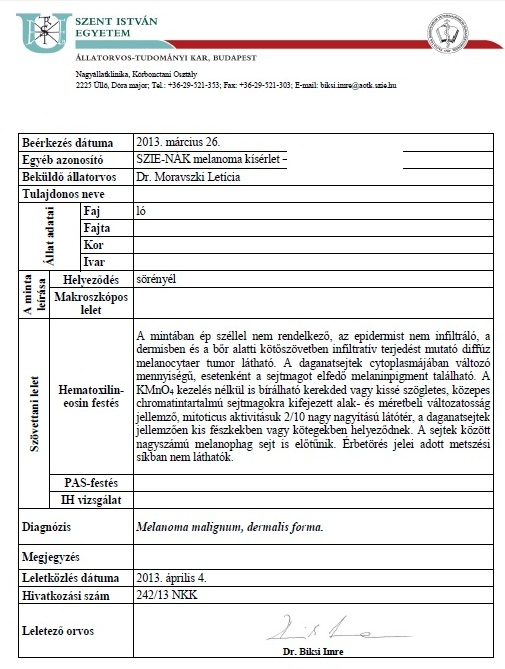 SZENT ISTVÁN
EGYETEM
ÁLLATORVOS-TUDOMÁNYI KAR, BUDAPEST
Nagyállatklinika, Kórbonctani Osztály
2225 Üllő, Dóra major; Tel.: +36-29-521-353; Fax: +36-29-521-303; E-mail: biksi.imre@aotk.szie.hu
Beérkezés dátuma 2013. március 26.
Egyéb azonosító SZIE-NÁK melanoma kísérlet –
Beküldő állatorvos Dr. Moravszki Letícia
Tulajdonos neve
Állat adatai
Faj ló
Fajta
Kor
Ivar
A minta
leírása
Helyeződés sörényél
Makroszkópos
lelet
Szövettani lelet
Hematoxilin-
eosin festés
A mintában ép széllel nem rendelkező, az epidermist nem infiltráló, a
dermisben és a bőr alatti kötőszövetben infiltratív terjedést mutató diffúz
melanocytaer tumor látható. A daganatsejtek cytoplasmájában változó
mennyiségű, esetenként a sejtmagot elfedő melaninpigment található. A
KMnO4 kezelés nélkül is bírálható kerekded vagy kissé szögletes, közepes
chromatintartalmú sejtmagokra kifejezett alak- és méretbeli változatosság
jellemző, mitoticus aktivitásuk 2/10 nagy nagyítású látótér, a daganatsejtek
jellemzően kis fészkekben vagy kötegekben helyeződnek. A sejtek között
nagyszámú melanophag sejt is előtűnik. Érbetörés jelei adott metszési
síkban nem láthatók.
PAS-festés
IH vizsgálat
Diagnózis Melanoma malignum, dermalis forma.
Megjegyzés
Leletközlés dátuma 2013. április 4.
Hivatkozási szám 242/13 NKK
Leletező orvos
Dr. Biksi Imre